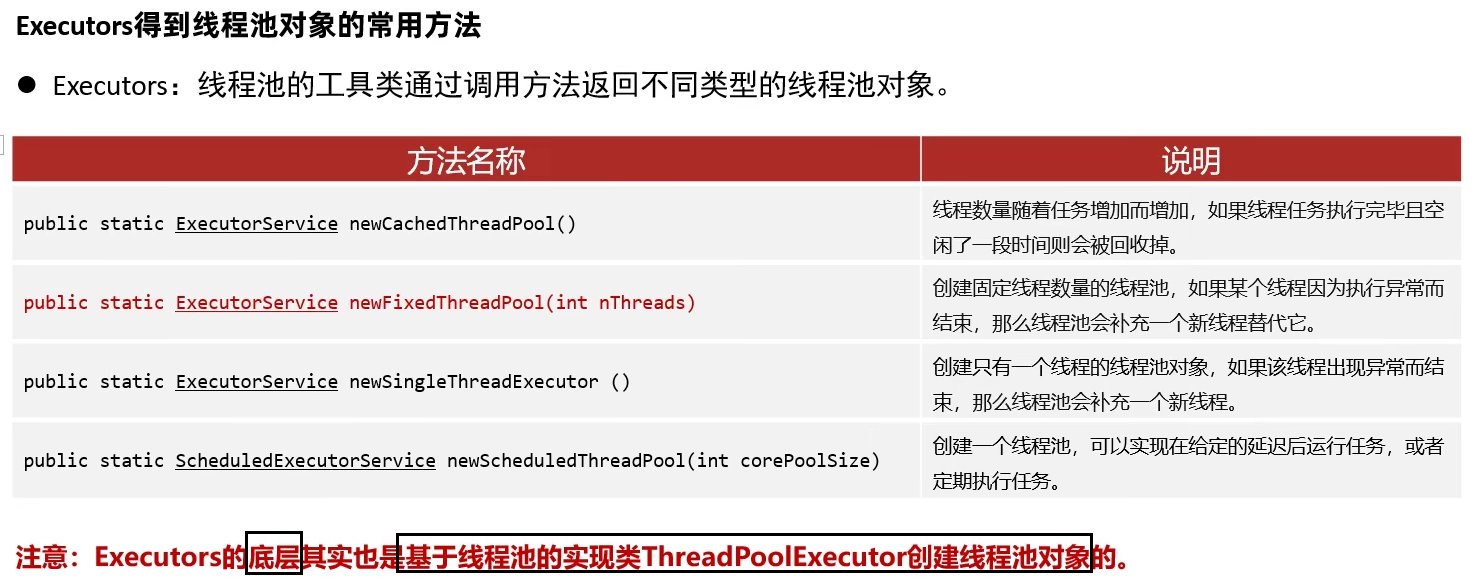 Executors得到线程池对象的常用方法
● Executors：线程池的工具类通过调用方法返回不同类型的线程池对象。
方法名称 说明
public static ExecutorService newCachedThreadPool()
线程数量随着任务增加而增加，如果线程任务执行完毕且空
闲了一段时间则会被回收掉。
public static ExecutorService newFixedThreadPool(int nThreads)
创建固定线程数量的线程池，如果某个线程因为执行异常而
结束，那么线程池会补充一个新线程替代它。
public static ExecutorService newSingleThreadExecutor ()
创建只有一个线程的线程池对象，如果该线程出现异常而结
束，那么线程池会补充一个新线程。
public static ScheduledExecutorService newScheduledThreadPool(int corePoolSize)
创建一个线程池，可以实现在给定的延迟后运行任务，或者
定期执行任务。
注意：Executors的底层其实也是基于线程池的实现类ThreadPoolExecutor创建线程池对象的。